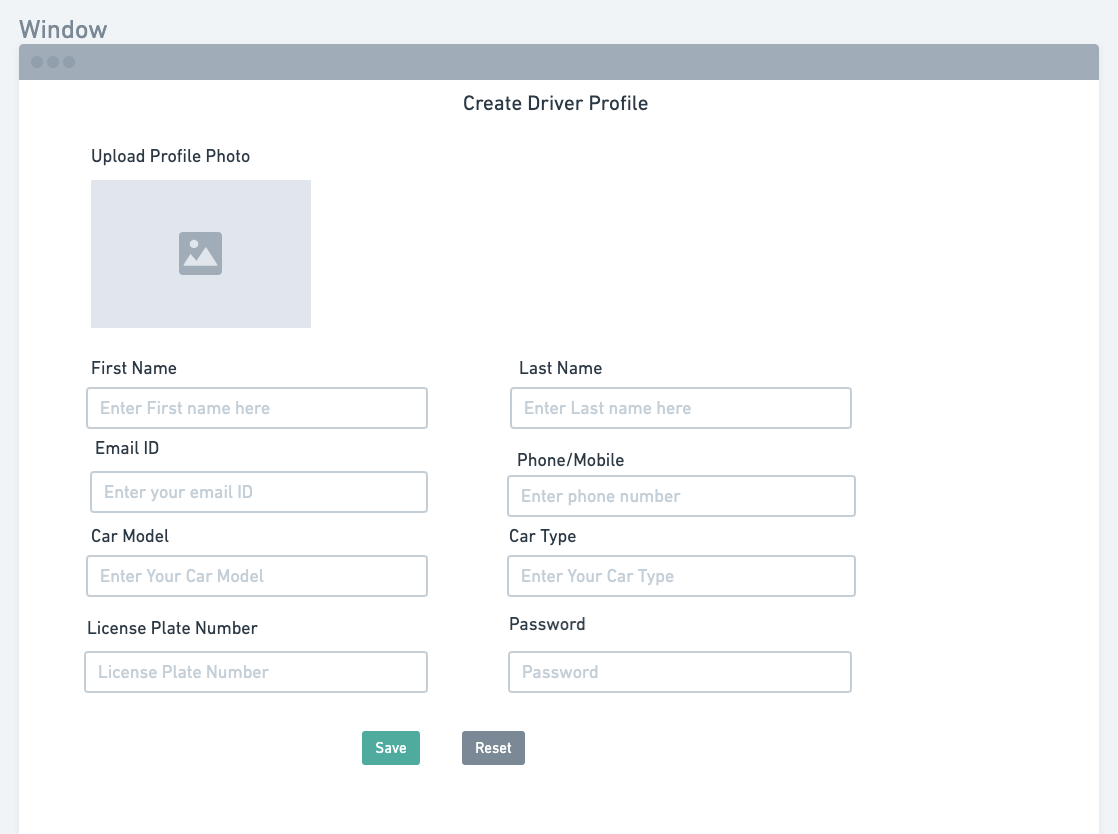 Window
Create Driver Profile
Upload Profile Photo
First Name
Last Name
Enter First name here
Enter Last name here
Email ID
Phone/Mobile
Enter your email ID
Enter phone number
Car Model
Car Type
Enter Your Car Model
Enter Your Car Type
License Plate Number
Password
License Plate Number
Password
Save
Reset